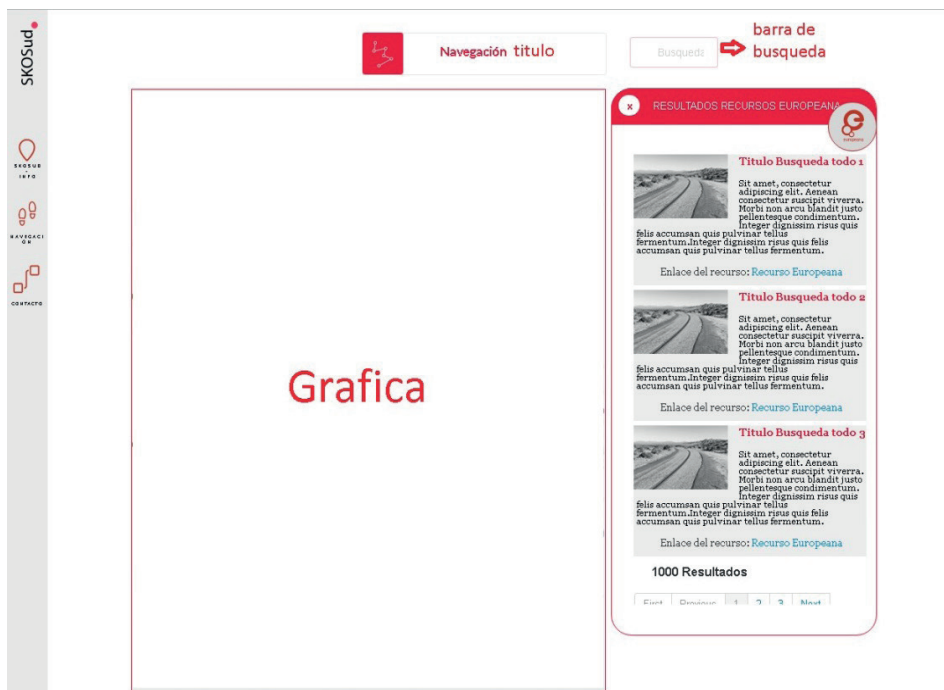 SKOSud
SKOSUD
+
INFO
NAVEGACI
ÓN
CONTACTO
Navegación titulo
Busqueda
barra de
busqueda
Grafica
x
RESULTADOS RECURSOS EUROPEANA
Titulo Busqueda todo 1
Sit amet, consectetur
adipiscing elit. Aenean
consectetur suscipit viverra.
Morbi non arcu blandit justo
pellentesque condimentum.
Integer dignissim risus quis
felis accumsan quis pulvinar tellus
fermentum.Integer dignissim risus quis felis
accumsan quis pulvinar tellus fermentum.
Enlace del recurso: Recurso Europeana
Titulo Busqueda todo 2
Sit amet, consectetur
adipiscing elit. Aenean
consectetur suscipit viverra.
Morbi non arcu blandit justo
pellentesque condimentum.
Integer dignissim risus quis
felis accumsan quis pulvinar tellus
fermentum.Integer dignissim risus quis felis
accumsan quis pulvinar tellus fermentum.
Enlace del recurso: Recurso Europeana
Titulo Busqueda todo 3
Sit amet, consectetur
adipiscing elit. Aenean
consectetur suscipit viverra.
Morbi non arcu blandit justo
pellentesque condimentum.
Integer dignissim risus quis
felis accumsan quis pulvinar tellus
fermentum.Integer dignissim risus quis felis
accumsan quis pulvinar tellus fermentum.
Enlace del recurso: Recurso Europeana
1000 Resultados
First Previous 1 2 3 Next